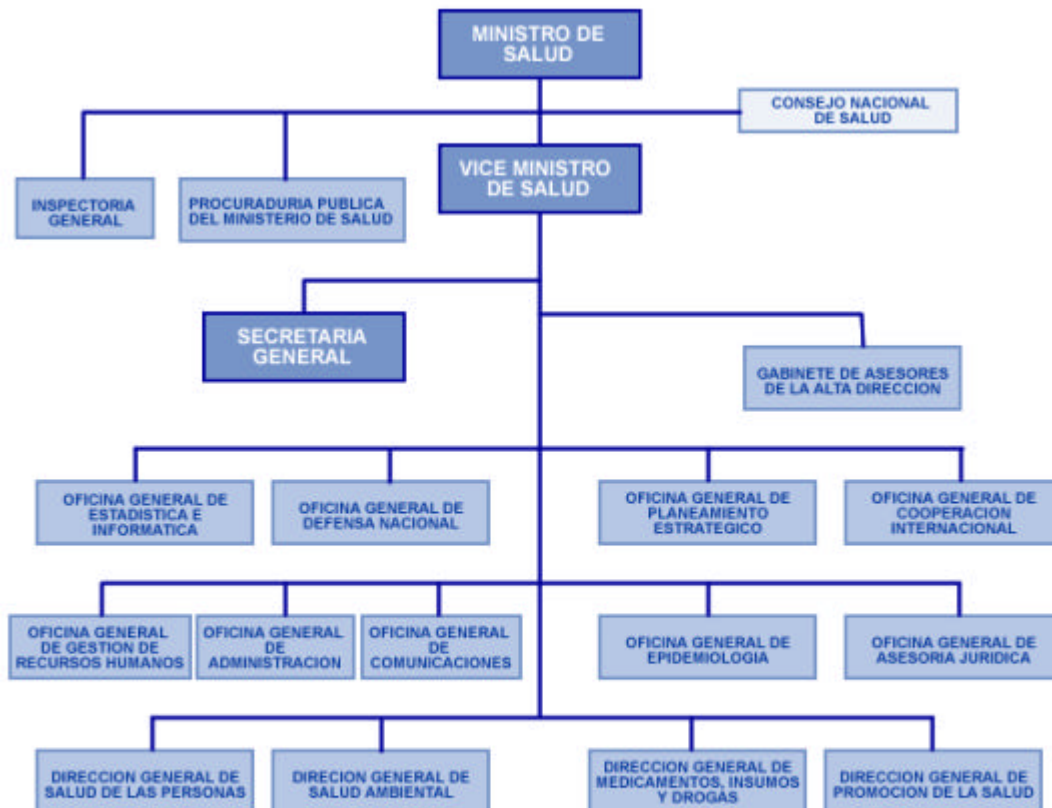 MINISTRO DE
SALUD
CONSEJO NACIONAL
DE SALUD
VICE MINISTRO
DE SALUD
INSPECTORIA
GENERAL
PROCURADURIA PUBLICA
DEL MINISTERIO DE SALUD
SECRETARIA
GENERAL
GABINETE DE ASESORES
DE LA ALTA DIRECCION
OFICINA GENERAL DE
ESTADISTICA E
INFORMATICA
OFICINA GENERAL DE
DEFENSA NACIONAL
OFICINA GENERAL DE
PLANEAMIENTO
ESTRATEGICO
OFICINA GENERAL DE
COOPERACION
INTERNACIONAL
OFICINA GENERAL
DE GESTION DE
RECURSOS HUMANOS
OFICINA GENERAL
DE
ADMINISTRACION
OFICINA GENERAL
DE
COMUNICACIONES
OFICINA GENERAL DE
EPIDEMIOLOGIA
OFICINA GENERAL DE
ASESORIA JURIDICA
DIRECCION GENERAL DE
SALUD DE LAS PERSONAS
DIRECION GENERAL DE
SALUD AMBIENTAL
DIRECCION GENERAL DE
MEDICAMENTOS, INSUMOS
Y DROGAS
DIRECCION GENERAL DE
PROMOCION DE LA SALUD